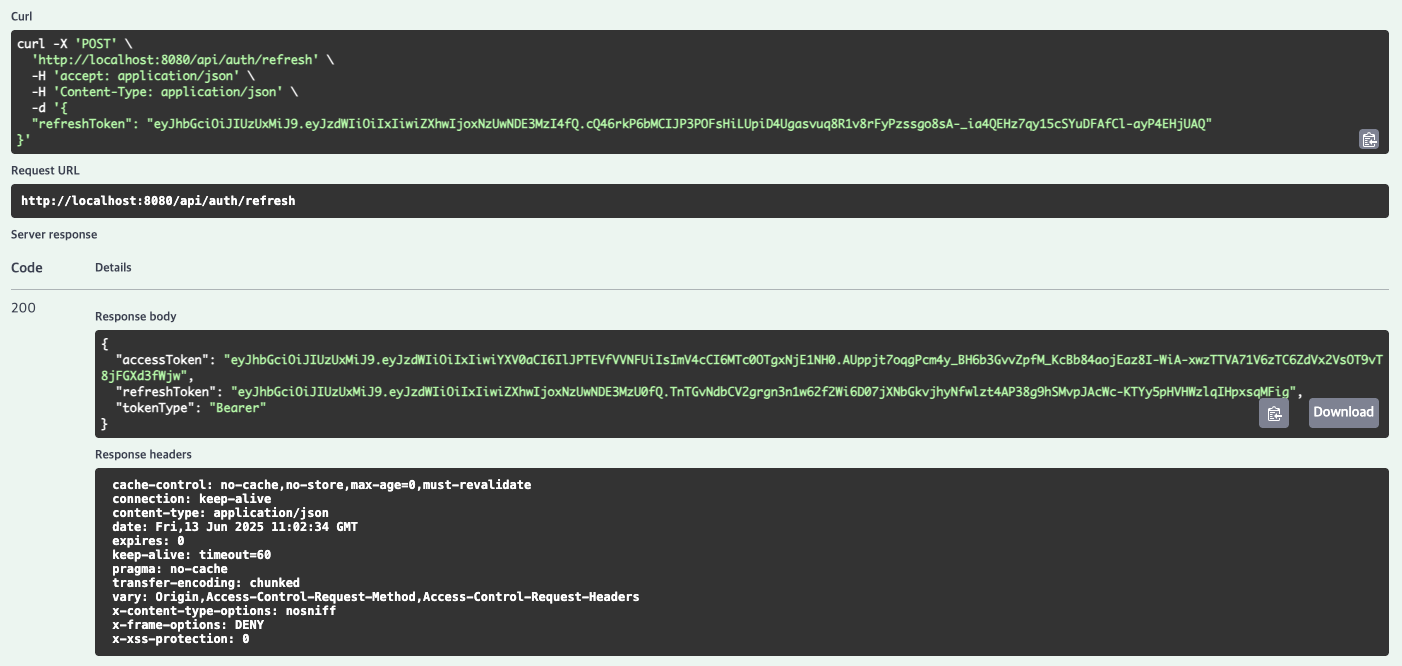 Curl
curl -X 'POST' \
'http://localhost:8080/api/auth/refresh' \
-H 'accept: application/json' \
-H 'Content-Type: application/json' \
-d '{
"refreshToken": "eyJhbGciOiJIUzUxMiJ9.eyJzdWIiOiIxIiwiZXhwIjoxNzUwNDE3MzI4fQ.cQ46rkP6bMCIJP3POFsHiLUpiD4Ugasvuq8R1v8rFyPzssgo8sA-_ia4QEHz7qy15cSYuDFAfCl-ayP4EHjUAQ"
}'
Request URL
http://localhost:8080/api/auth/refresh
Server response
Code Details
200
Response body
{
"accessToken": "eyJhbGciOiJIUzUxMiJ9.eyJzdWIiOiIxIiwiYXV0aCI6IlJPTEVfVVNFUiIsImV4cCI6MTc0OTgxNjE1NH0.AUppjt7oqgPcm4y_BH6b3GvvZpfM_KcBb84aojEaz8I-WiA-xwzTTVA71V6zTC6ZdVx2VsOT9vT
8jFGXd3fWjw",
"refreshToken": "eyJhbGciOiJIUzUxMiJ9.eyJzdWIiOiIxIiwiZXhwIjoxNzUwNDE3MzU0fQ.TnTGvNdbCV2grgn3n1w62f2Wi6D07jXNbGkvjhyNfwlzt4AP38g9hSMvpJAcWc-KTYy5pHVHWzlqIHpxsqMFig",
"tokenType": "Bearer"
}
Download
Response headers
cache-control: no-cache,no-store,max-age=0,must-revalidate
connection: keep-alive
content-type: application/json
date: Fri,13 Jun 2025 11:02:34 GMT
expires: 0
keep-alive: timeout=60
pragma: no-cache
transfer-encoding: chunked
vary: Origin,Access-Control-Request-Method,Access-Control-Request-Headers
x-content-type-options: nosniff
x-frame-options: DENY
x-xss-protection: 0